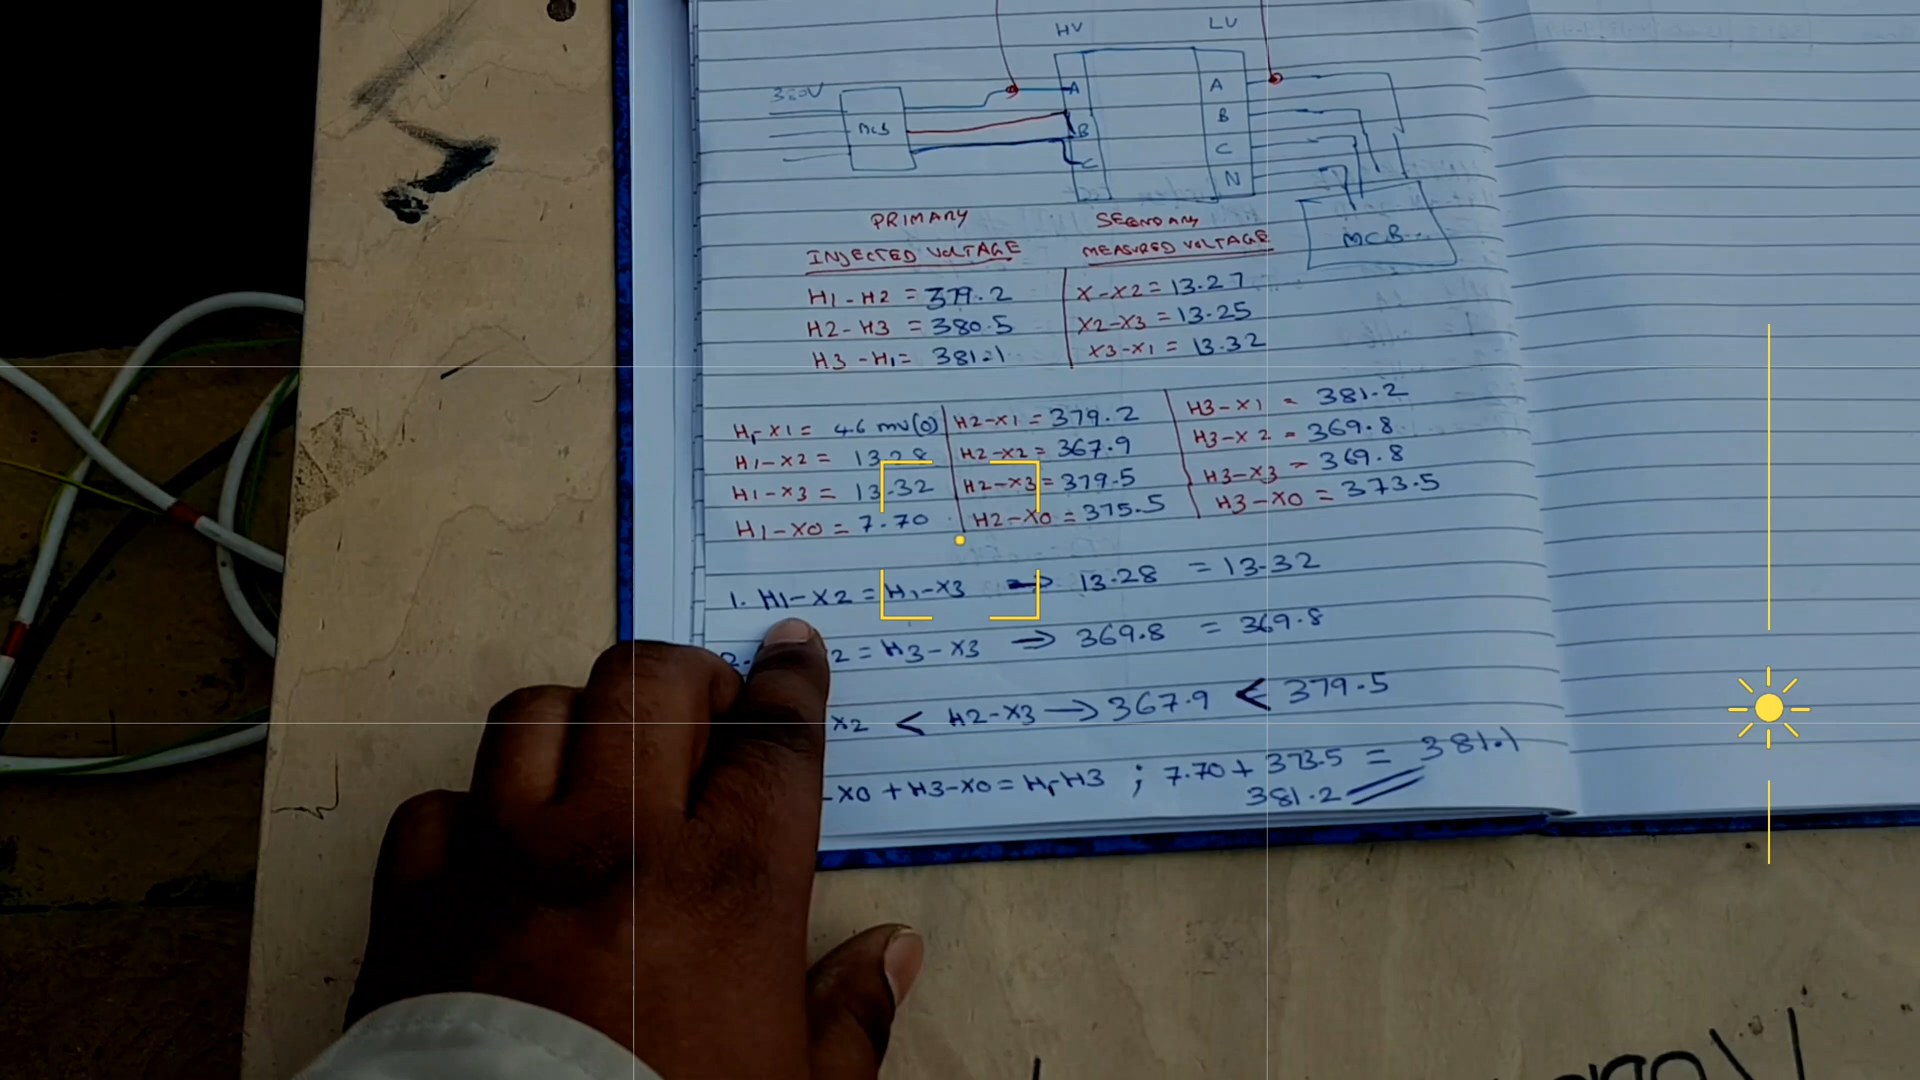 HV LV
380V
MCB
A
B
C
A
B
C
N
MCB
PRIMARY SECONDARY
INJECTED VOLTAGE MEASURED VOLTAGE
H1-H2 = 379.2 X-X2 = 13.27
H2-H3 = 380.5 X2-X3 = 13.25
H3-H1 = 381.1 X3-X1 = 13.32
H1-X1 = 4.6 mv(0) H2-X1 = 379.2 H3-X1 = 381.2
H1-X2 = 13.28 H2-X2 = 367.9 H3-X2 = 369.8
H1-X3 = 13.32 H2-X3 = 379.5 H3-X3 = 369.8
H1-X0 = 7.70 H2-X0 = 375.5 H3-X0 = 373.5
1. H1-X2 = H1-X3 → 13.28 = 13.32
2. 2 = H3-X3 ⇒ 369.8 = 369.8
X2 < H2-X3 → 367.9 < 379.5
-X0 + H3-X0 = H1-H3 ; 7.70 + 373.5 = 381.1
381.2